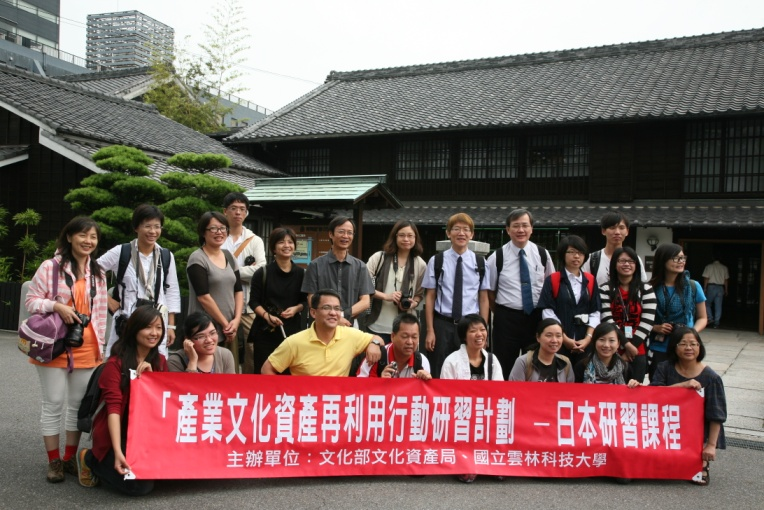 「產業文化資產再利用行動研習計劃 －日本研習課程
主辦單位：文化部文化資產局、國立雲林科技大學